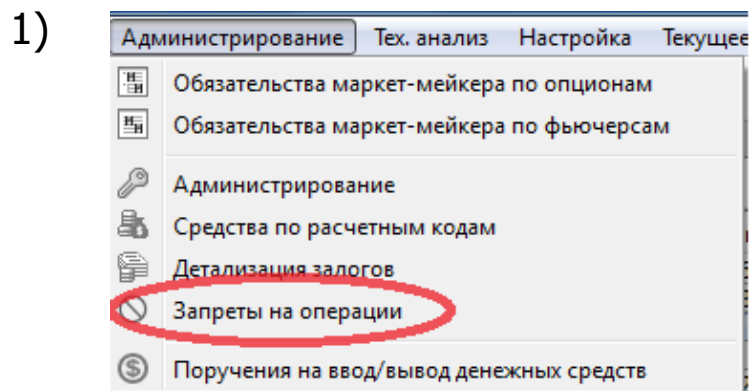 1)
Администрирование Тех. анализ Настройка Текущее
Обязательства маркет-мейкера по опционам
Обязательства маркет-мейкера по фьючерсам
Администрирование
Средства по расчетным кодам
Детализация залогов
Запреты на операции
Поручения на ввод/вывод денежных средств